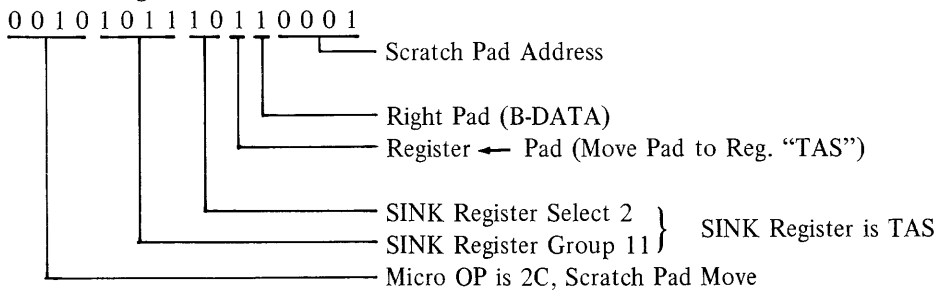 0 0 1 0 1 0 1 1 1 0 1 1 0 0 0 1
Scratch Pad Address
Right Pad (B-DATA)
Register ← Pad (Move Pad to Reg. “TAS”)
SINK Register Select 2
SINK Register Group 11 } SINK Register is TAS
Micro OP is 2C, Scratch Pad Move